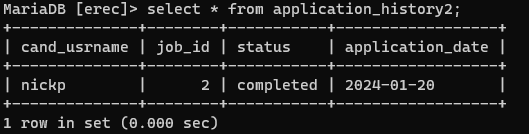 MariaDB [erec]> select * from application_history2;
+--------------+--------+-----------+------------------+
| cand_usrname | job_id | status    | application_date |
+--------------+--------+-----------+------------------+
| nickp        |      2 | completed | 2024-01-20       |
+--------------+--------+-----------+------------------+
1 row in set (0.000 sec)